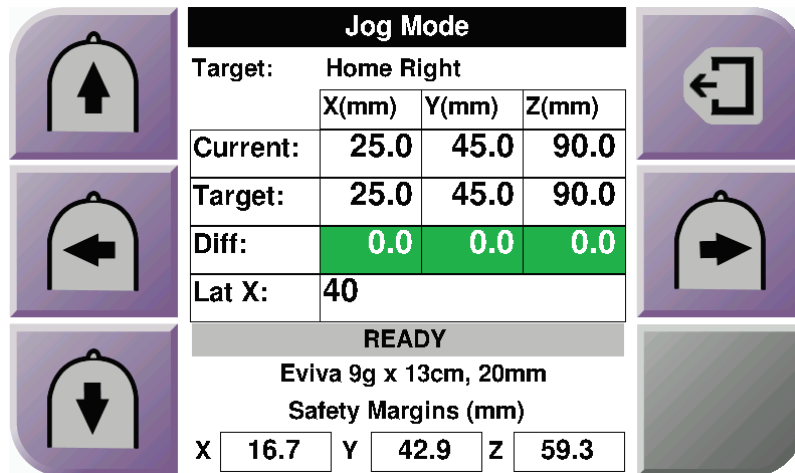 Jog Mode
Target: Home Right
X(mm) Y(mm) Z(mm)
Current: 25.0 45.0 90.0
Target: 25.0 45.0 90.0
Diff: 0.0 0.0 0.0
Lat X: 40
READY
Eviva 9g x 13cm, 20mm
Safety Margins (mm)
X 16.7 Y 42.9 Z 59.3